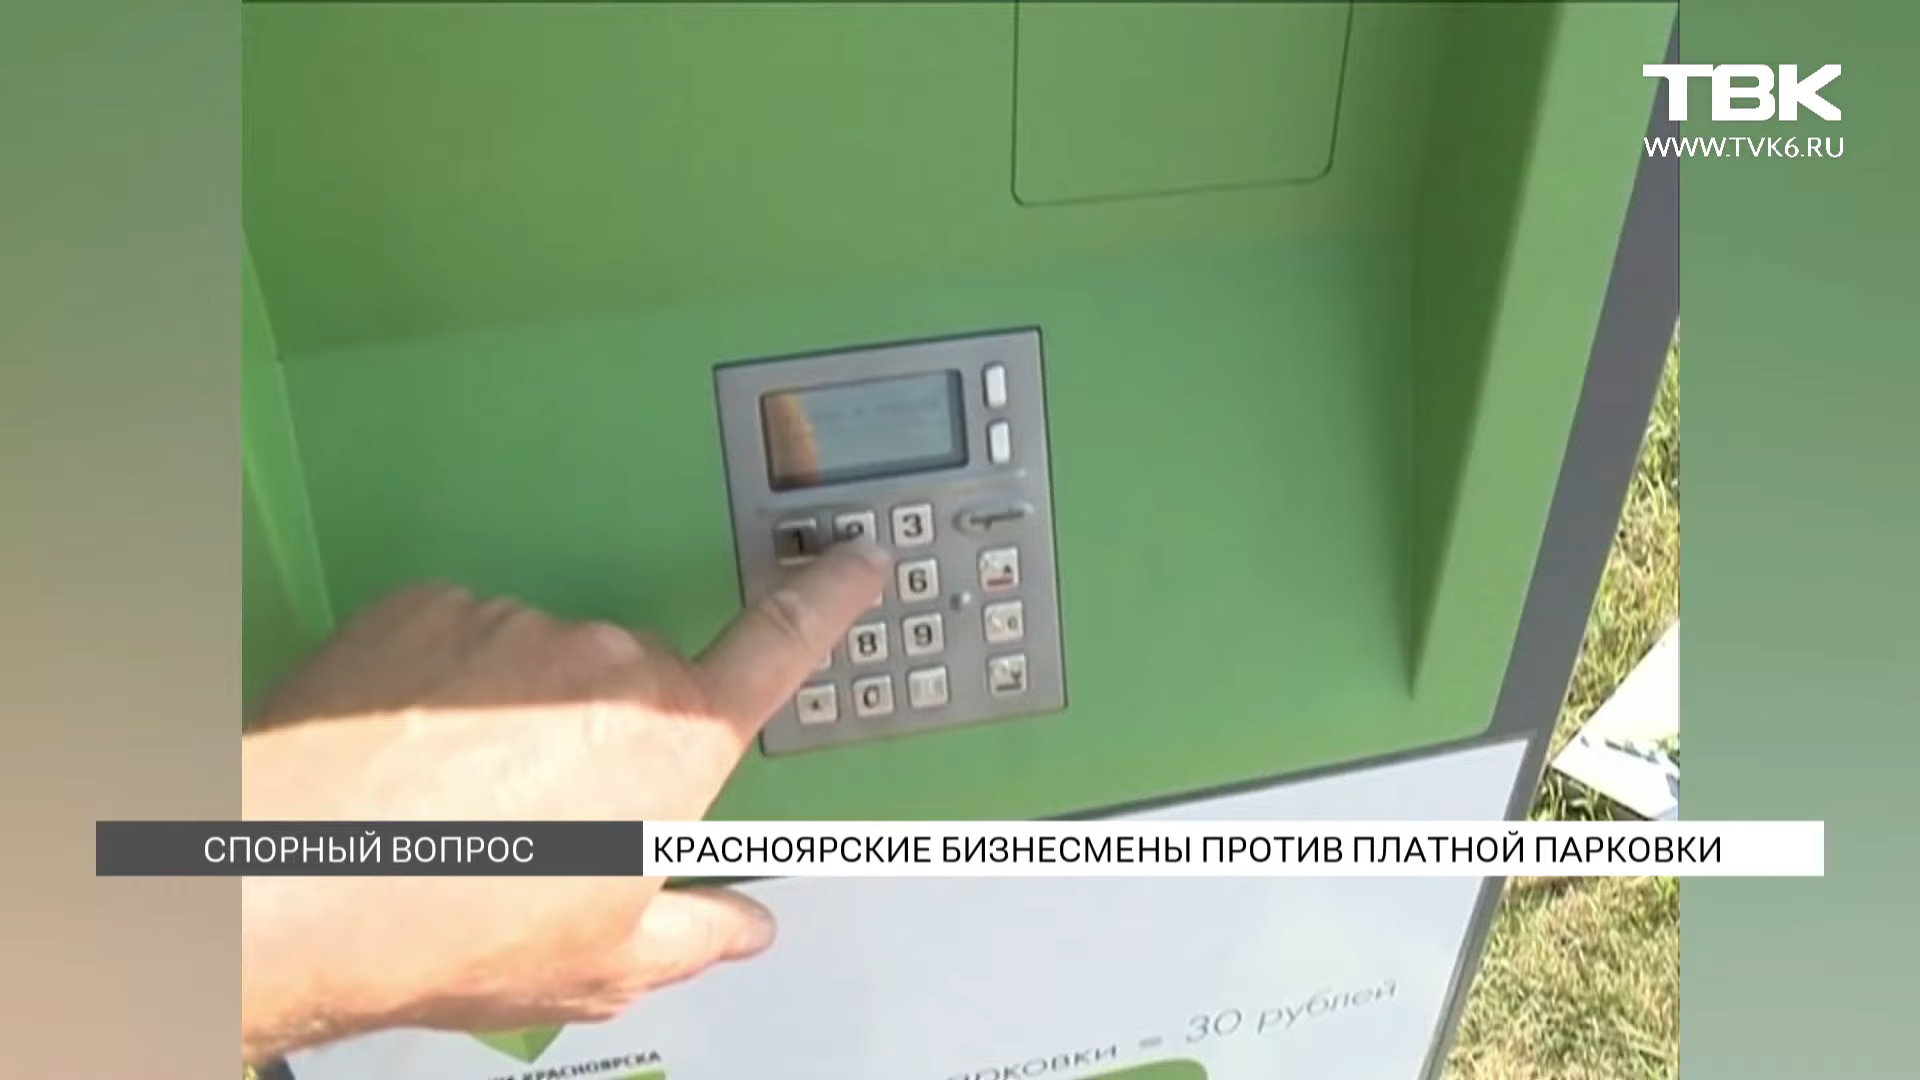 ТВК
WWW.TVK6.RU
1 2 3
6
8 9
* 0
СПОРНЫЙ ВОПРОС
КРАСНОЯРСКИЕ БИЗНЕСМЕНЫ ПРОТИВ ПЛАТНОЙ ПАРКОВКИ
= 30 рублей
КРАСНОЯРСКА